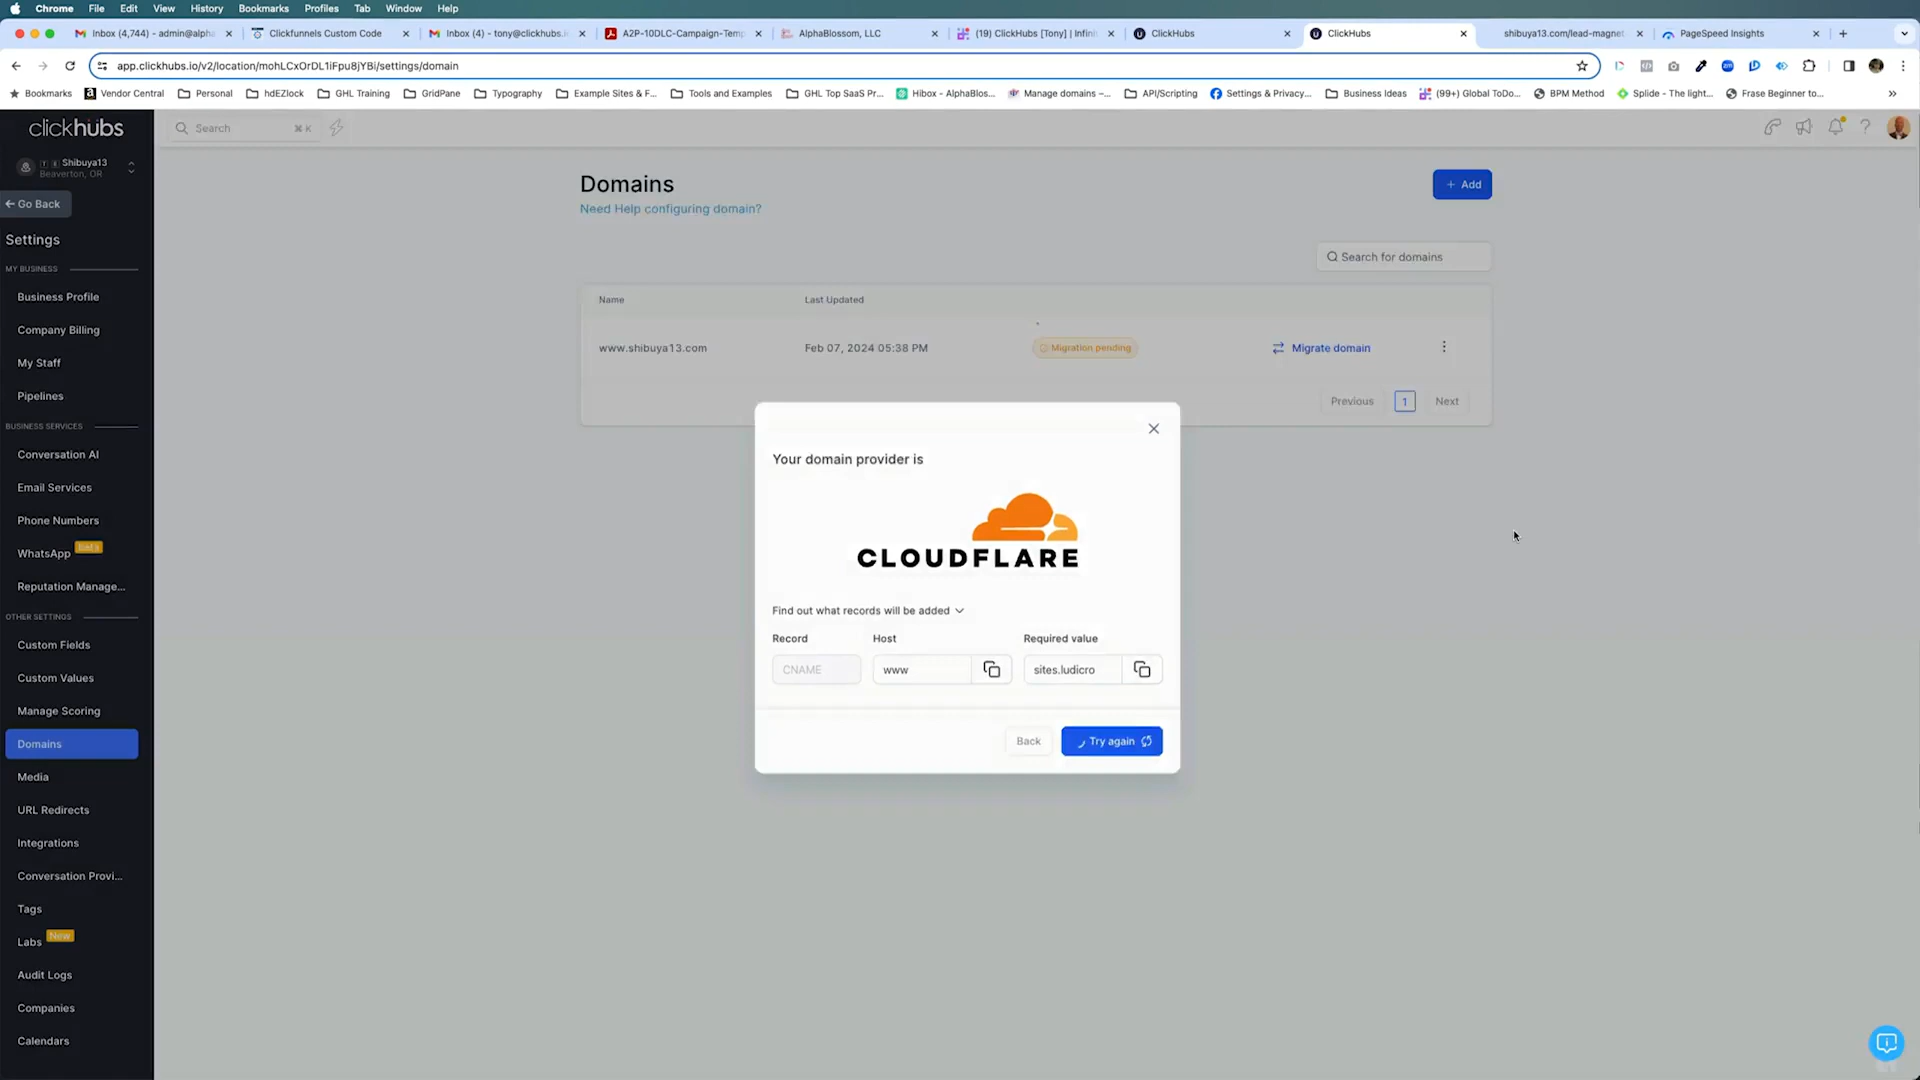 Chrome File Edit View History Bookmarks Profiles Tab Window Help
Inbox (4,744) - admin@alpha
Clickfunnels Custom Code
Inbox (4) - tony@clickhubs.i
A2P-10DLC-Campaign-Temp
AlphaBlossom, LLC
(19) ClickHubs [Tony] | Infini
ClickHubs
ClickHubs
shibuya13.com/lead-magnet
PageSpeed Insights
app.clickhubs.io/v2/location/mohLCxOrDL1iFpu8jYBi/settings/domain
Bookmarks
Vendor Central
Personal
hdEZlock
GHL Training
GridPane
Typography
Example Sites & F...
Tools and Examples
GHL Top SaaS Pr...
Hibox - AlphaBlos...
Manage domains –...
API/Scripting
Settings & Privacy...
Business Ideas
(99+) Global ToDo...
BPM Method
Splide - The light...
Frase Beginner to...
clickhubs
Search ⌘ K
Shibuya13
Beaverton, OR
Go Back
Settings
MY BUSINESS
Business Profile
Company Billing
My Staff
Pipelines
BUSINESS SERVICES
Conversation AI
Email Services
Phone Numbers
WhatsApp Beta
Reputation Manage...
OTHER SETTINGS
Custom Fields
Custom Values
Manage Scoring
Domains
Media
URL Redirects
Integrations
Conversation Provi...
Tags
Labs New
Audit Logs
Companies
Calendars
Domains
Need Help configuring domain?
+ Add
Search for domains
Name Last Updated
www.shibuya13.com Feb 07, 2024 05:38 PM Migration pending Migrate domain
Previous 1 Next
Your domain provider is
CLOUDFLARE
Find out what records will be added
Record Host Required value
CNAME www sites.ludicro
Back Try again